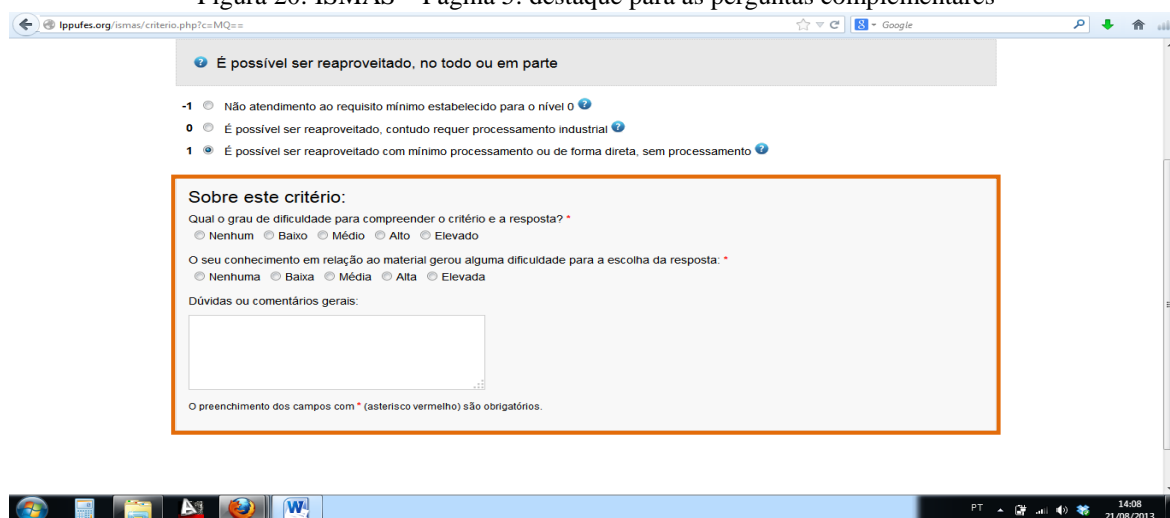 Figura 20: ISMAS – Página 5: destaque para as perguntas complementares
lppufes.org/ismas/criterio.php?c=MQ==
Google
É possível ser reaproveitado, no todo ou em parte
-1 Não atendimento ao requisito mínimo estabelecido para o nível 0
0 É possível ser reaproveitado, contudo requer processamento industrial
1 É possível ser reaproveitado com mínimo processamento ou de forma direta, sem processamento
Sobre este critério:
Qual o grau de dificuldade para compreender o critério e a resposta? *
Nenhum Baixo Médio Alto Elevado
O seu conhecimento em relação ao material gerou alguma dificuldade para a escolha da resposta: *
Nenhuma Baixa Média Alta Elevada
Dúvidas ou comentários gerais:
O preenchimento dos campos com * (asterisco vermelho) são obrigatórios.
PT
14:08
21/08/2013